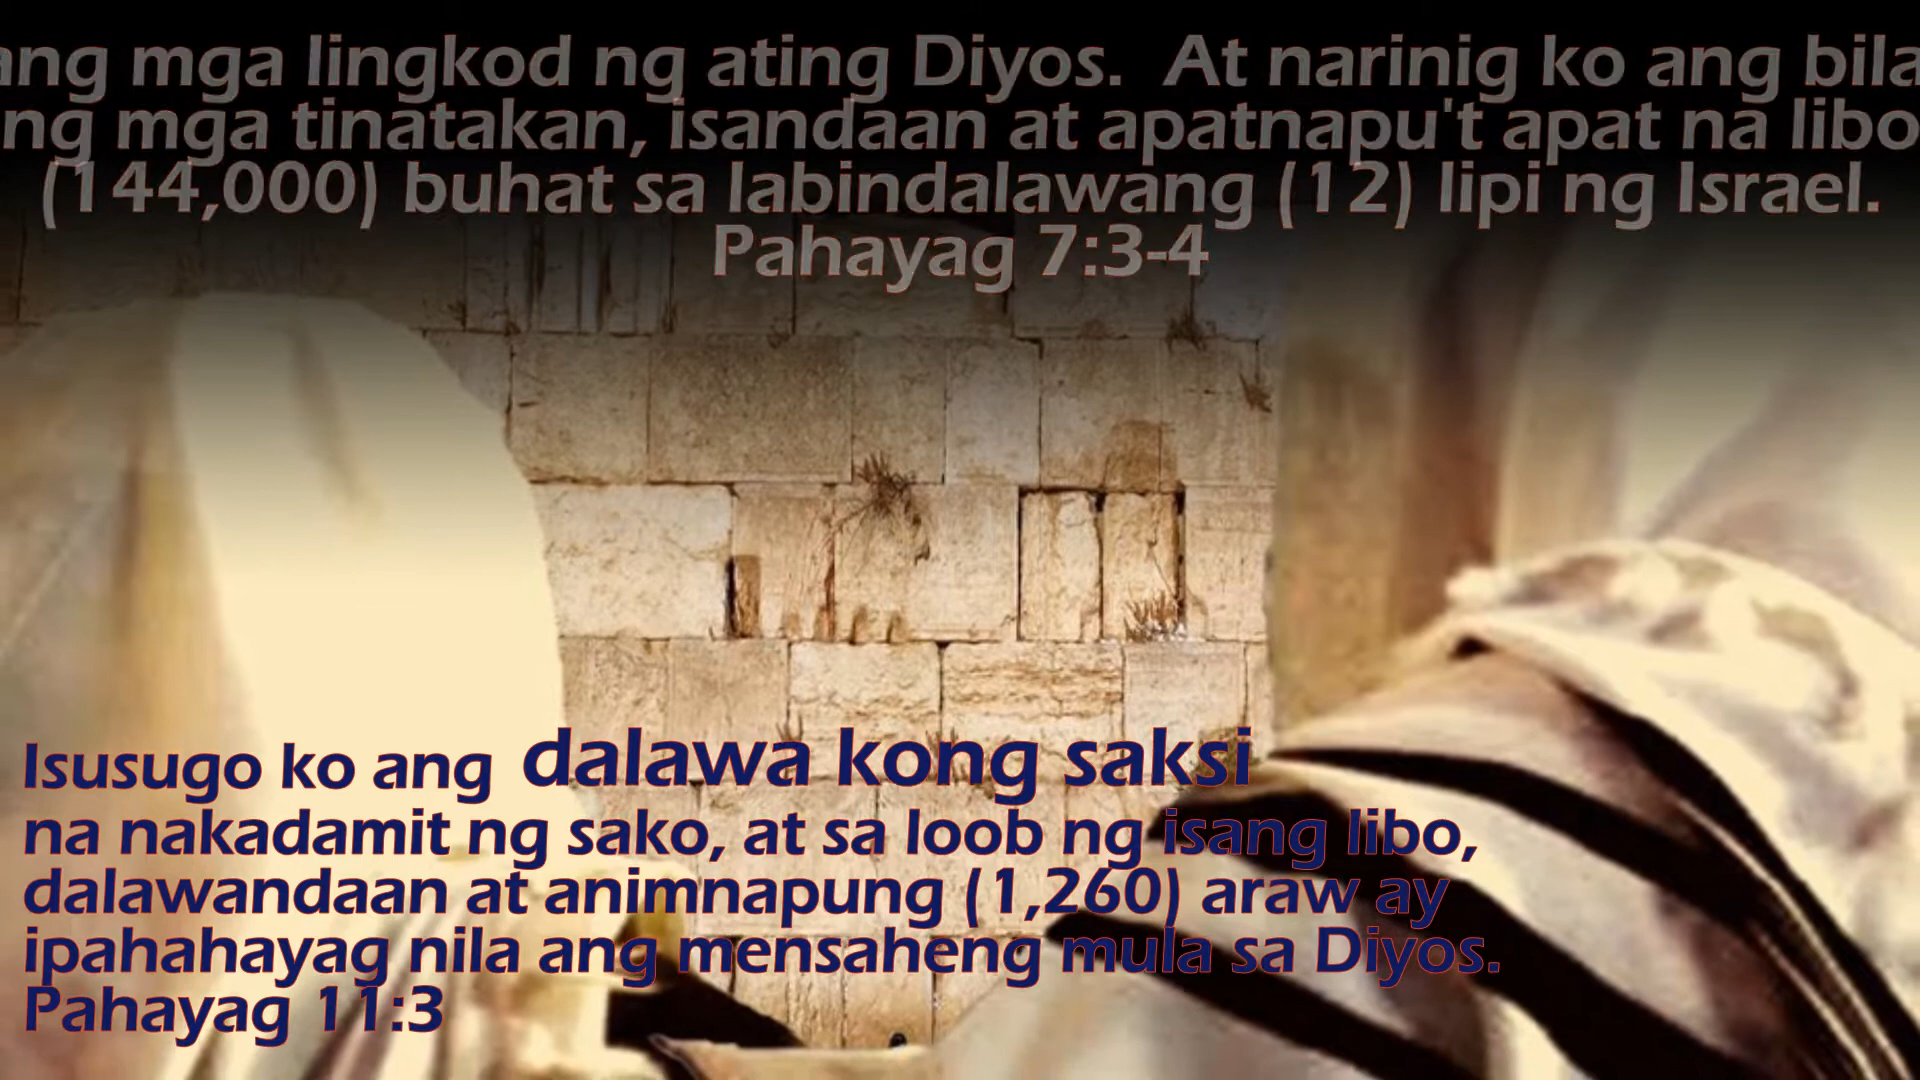 ang mga lingkod ng ating Diyos. At narinig ko ang bila
ng mga tinatakan, isandaan at apatnapu't apat na libo
(144,000) buhat sa labindalawang (12) lipi ng Israel.
Pahayag 7:3-4
Isusugo ko ang dalawa kong saksi
na nakadamit ng sako, at sa loob ng isang libo,
dalawandaan at animnapung (1,260) araw ay
ipahahayag nila ang mensaheng mula sa Diyos.
Pahayag 11:3